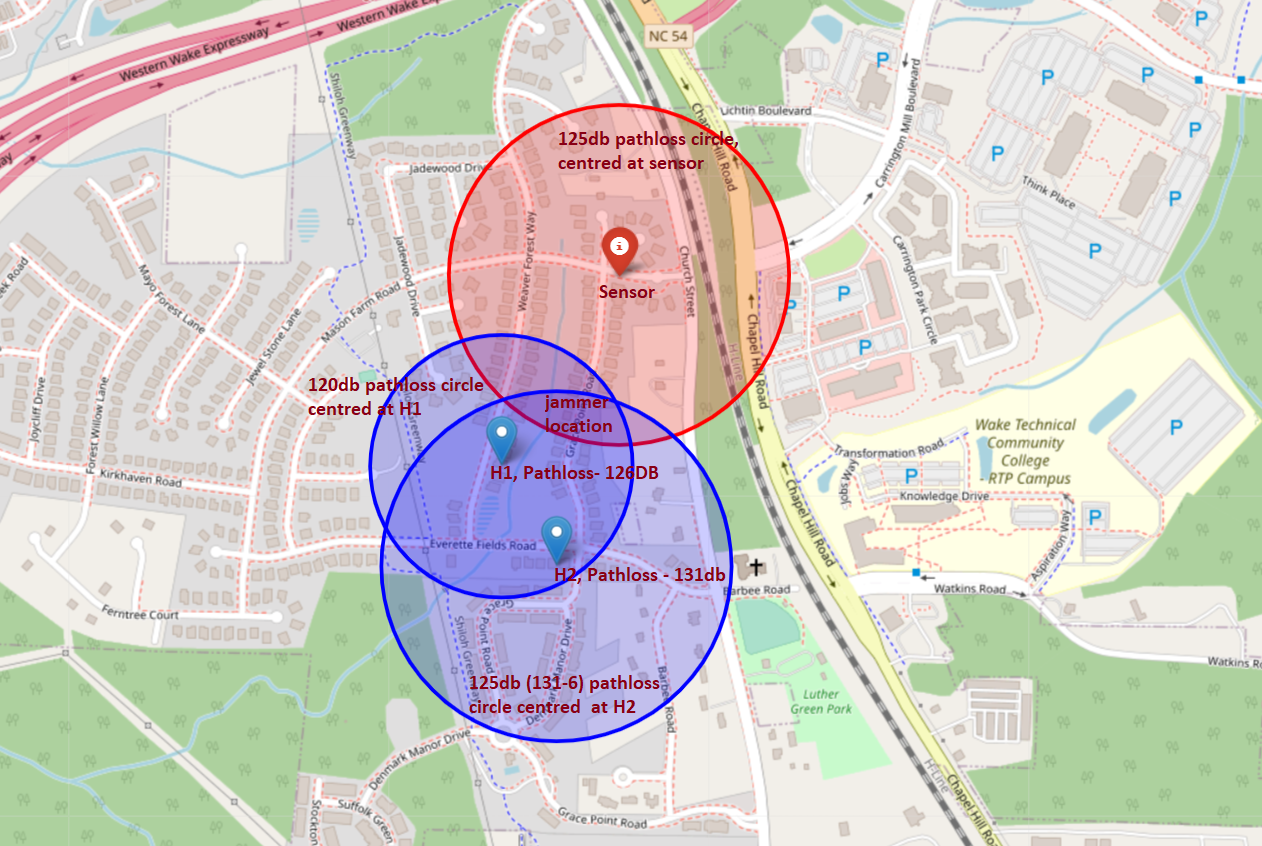 Western Wake Expressway
Western Wake Exp
NC 54
Lichtin Boulevard
Carrington Mill Boulevard
Shiloh Greenway
Chapel Hill Road
125db pathloss circle,
centred at sensor
Jadewood Drive
Think Place
Weaver Forest Way
Jadewood Drive
Church Street
Carrington Park Circle
Mayo Forest Lane
Mason Farm Road
Sensor
Jewel Stone Lane
H-Line
Chapel Hill Road
120db pathloss circle
centred at H1
jammer
location
Joycliff Drive
Forest Willow Lane
Wake Technical
Community
College
- RTP Campus
Transformation Road
H1, Pathloss- 126DB
Kirkhaven Road
Jobs Way
Knowledge Drive
Chapel Hill Road
Aspiration Way
Everette Fields Road
H2, Pathloss - 131db
Barbee Road
Watkins Road
Ferntree Court
Grace Point Road
Shiloh Greenway
Watkins Ro
125db (131-6) pathloss
circle centred  at H2
Barbee Road
Luther
Green Park
Denmark Manor Drive
Denmark Manor Drive
H-Line
Chapel Hill Road
Suffolk Green
Stockton
Grace Point Road
P
P
P
P
P
P
P
P
P
P
P
P
P